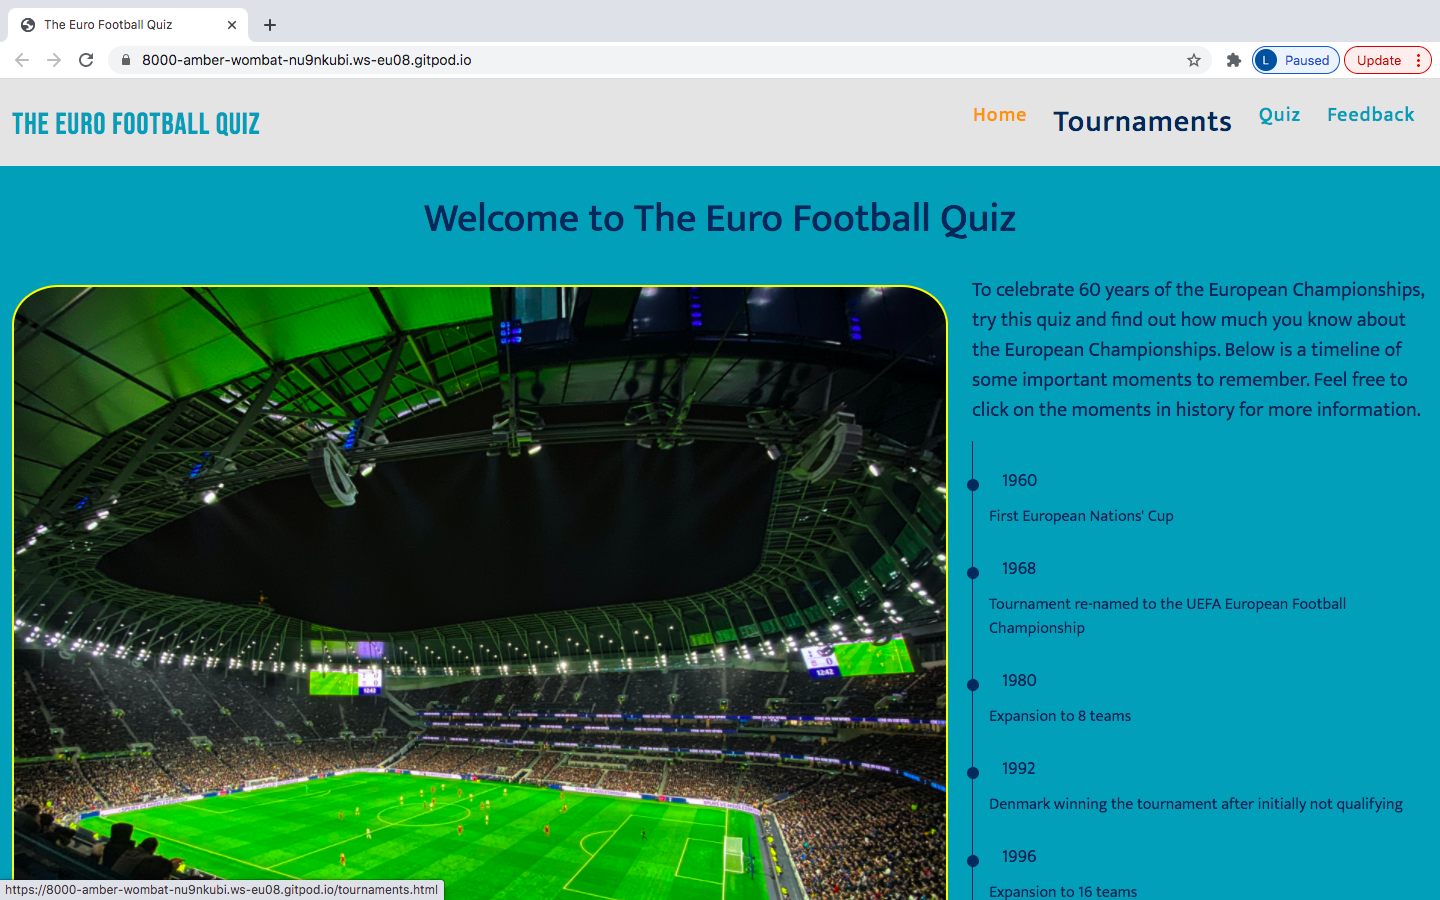 The Euro Football Quiz
8000-amber-wombat-nu9nkubi.ws-eu08.gitpod.io
L
Paused
Update
THE EURO FOOTBALL QUIZ
Home
Tournaments
Quiz
Feedback
Welcome to The Euro Football Quiz
To celebrate 60 years of the European Championships,
try this quiz and find out how much you know about
the European Championships. Below is a timeline of
some important moments to remember. Feel free to
click on the moments in history for more information.
1960
First European Nations' Cup
1968
Tournament re-named to the UEFA European Football
Championship
1980
Expansion to 8 teams
1992
Denmark winning the tournament after initially not qualifying
1996
Expansion to 16 teams
12:42
12:42
https://8000-amber-wombat-nu9nkubi.ws-eu08.gitpod.io/tournaments.html